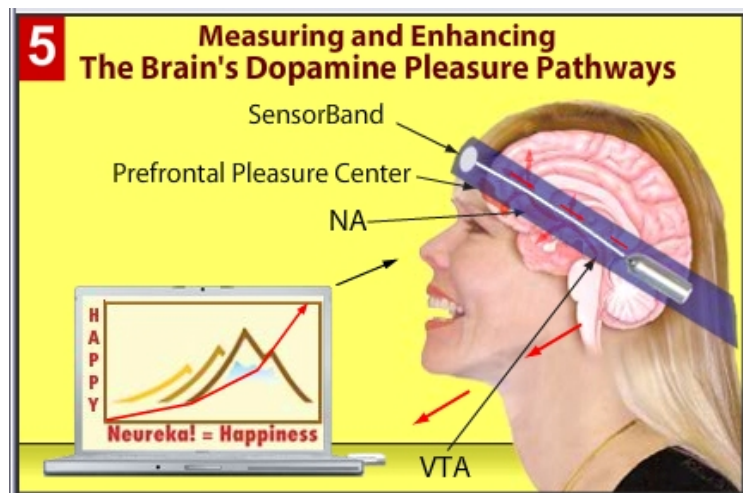 5
Measuring and Enhancing
The Brain's Dopamine Pleasure Pathways
SensorBand
Prefrontal Pleasure Center
NA
HAPPY
Neureka! = Happiness
VTA